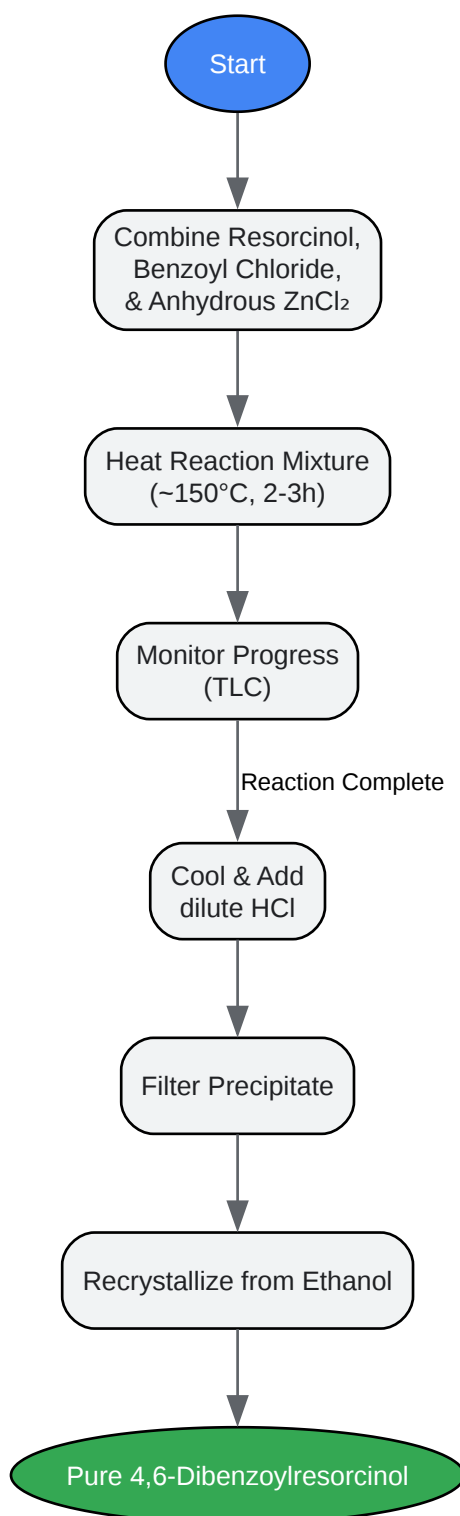 Start
Combine Resorcinol,
Benzoyl Chloride,
& Anhydrous ZnCl₂
Heat Reaction Mixture
(~150°C, 2-3h)
Monitor Progress
(TLC)
Reaction Complete
Cool & Add
dilute HCl
Filter Precipitate
Recrystallize from Ethanol
Pure 4,6-Dibenzoylresorcinol